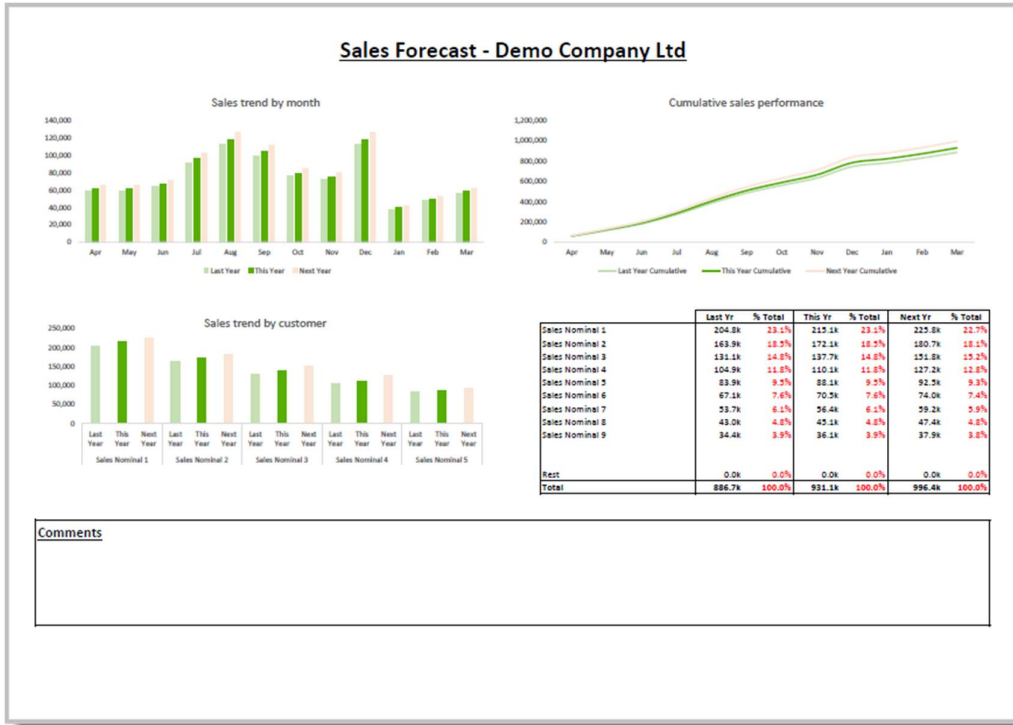 Sales Forecast - Demo Company Ltd
Sales trend by month
140,000
120,000
100,000
80,000
60,000
40,000
20,000
0
Apr May Jun Jul Aug Sep Oct Nov Dec Jan Feb Mar
Last Year This Year Next Year
Cumulative sales performance
1,200,000
1,000,000
800,000
600,000
400,000
200,000
0
Apr May Jun Jul Aug Sep Oct Nov Dec Jan Feb Mar
Last Year Cumulative This Year Cumulative Next Year Cumulative
Sales trend by customer
250,000
200,000
150,000
100,000
50,000
0
Last This Next Last This Next Last This Next Last This Next Last This Next
Year Year Year Year Year Year Year Year Year Year Year Year Year Year Year
Sales Nominal 1 Sales Nominal 2 Sales Nominal 3 Sales Nominal 4 Sales Nominal 5
Last Yr % Total This Yr % Total Next Yr % Total
Sales Nominal 1 204.8k 23.1% 215.1k 23.1% 225.8k 22.7%
Sales Nominal 2 163.9k 18.5% 172.1k 18.5% 180.7k 18.1%
Sales Nominal 3 131.1k 14.8% 137.7k 14.8% 151.8k 15.2%
Sales Nominal 4 104.9k 11.8% 110.1k 11.8% 127.2k 12.8%
Sales Nominal 5 83.9k 9.5% 88.1k 9.5% 92.5k 9.3%
Sales Nominal 6 67.1k 7.6% 70.5k 7.6% 74.0k 7.4%
Sales Nominal 7 53.7k 6.1% 56.4k 6.1% 59.2k 5.9%
Sales Nominal 8 43.0k 4.8% 45.1k 4.8% 47.4k 4.8%
Sales Nominal 9 34.4k 3.9% 36.1k 3.9% 37.9k 3.8%
Rest 0.0k 0.0% 0.0k 0.0% 0.0k 0.0%
Total 886.7k 100.0% 931.1k 100.0% 996.4k 100.0%
Comments